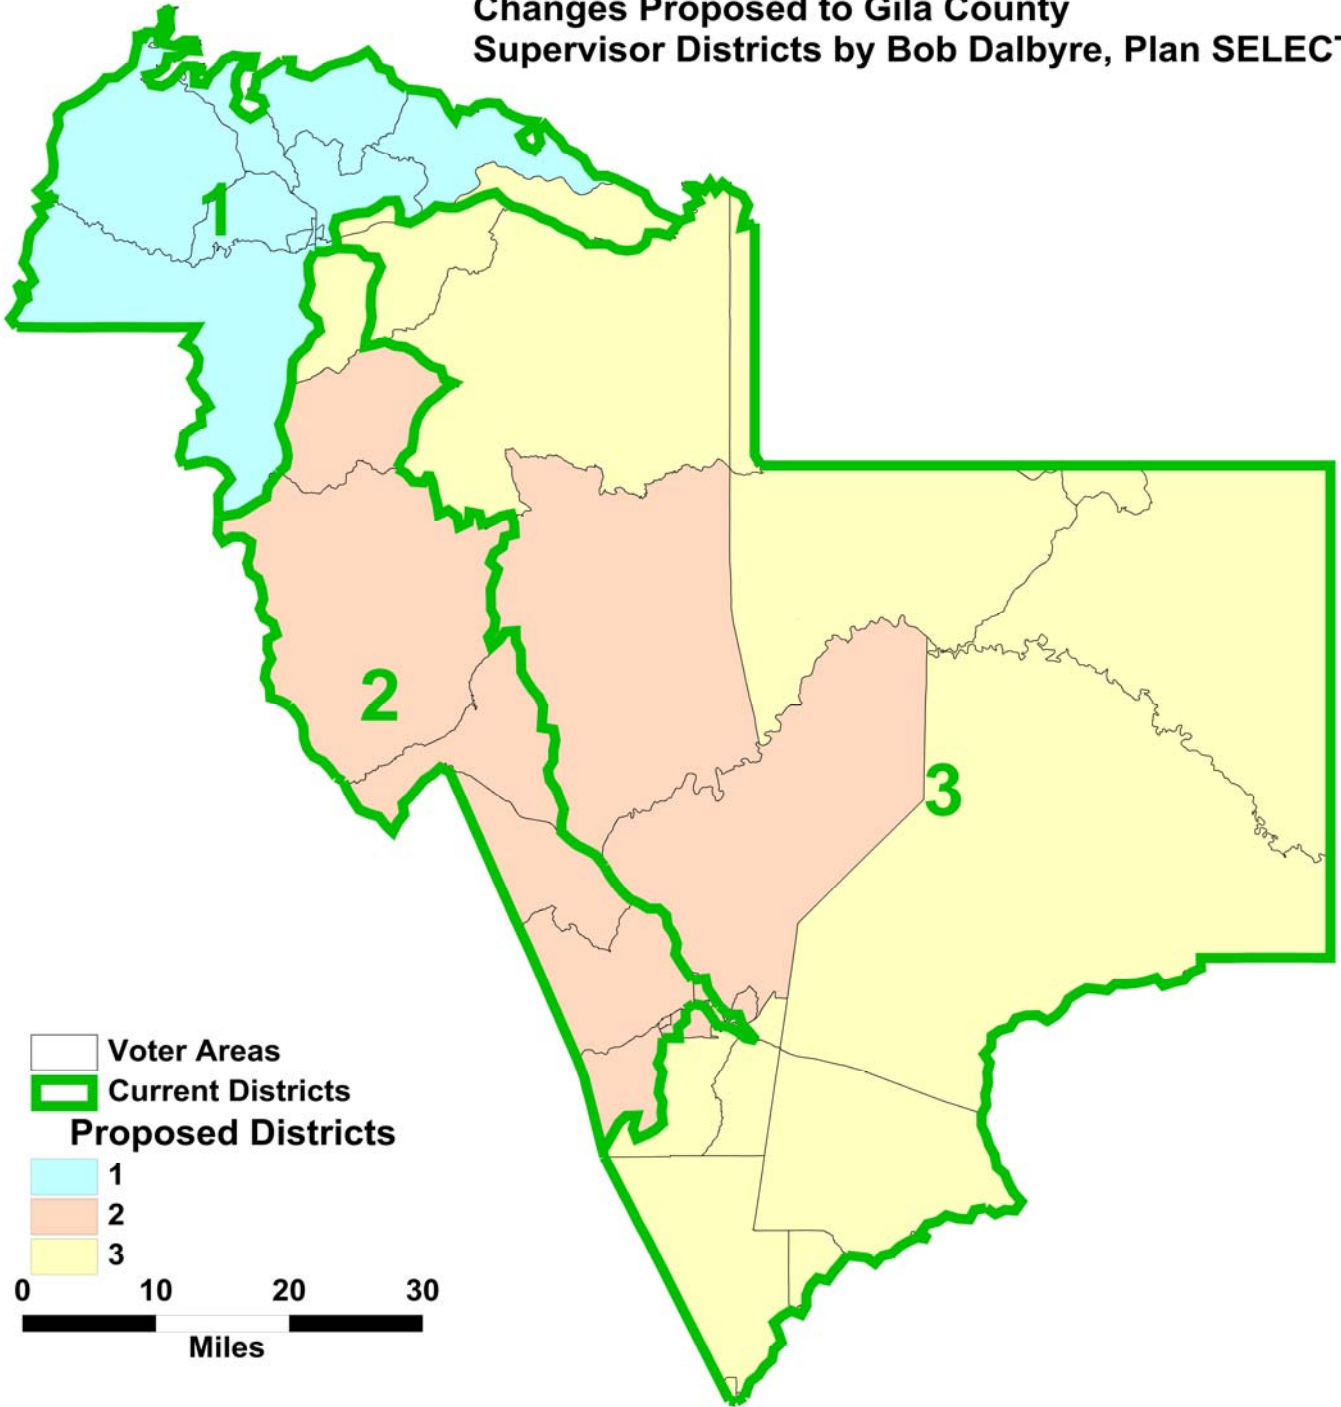 Changes Proposed to Gila County
Supervisor Districts by Bob Dalbyre, Plan SELECT
1
2
3
Voter Areas
Current Districts
Proposed Districts
1
2
3
0 10 20 30
Miles